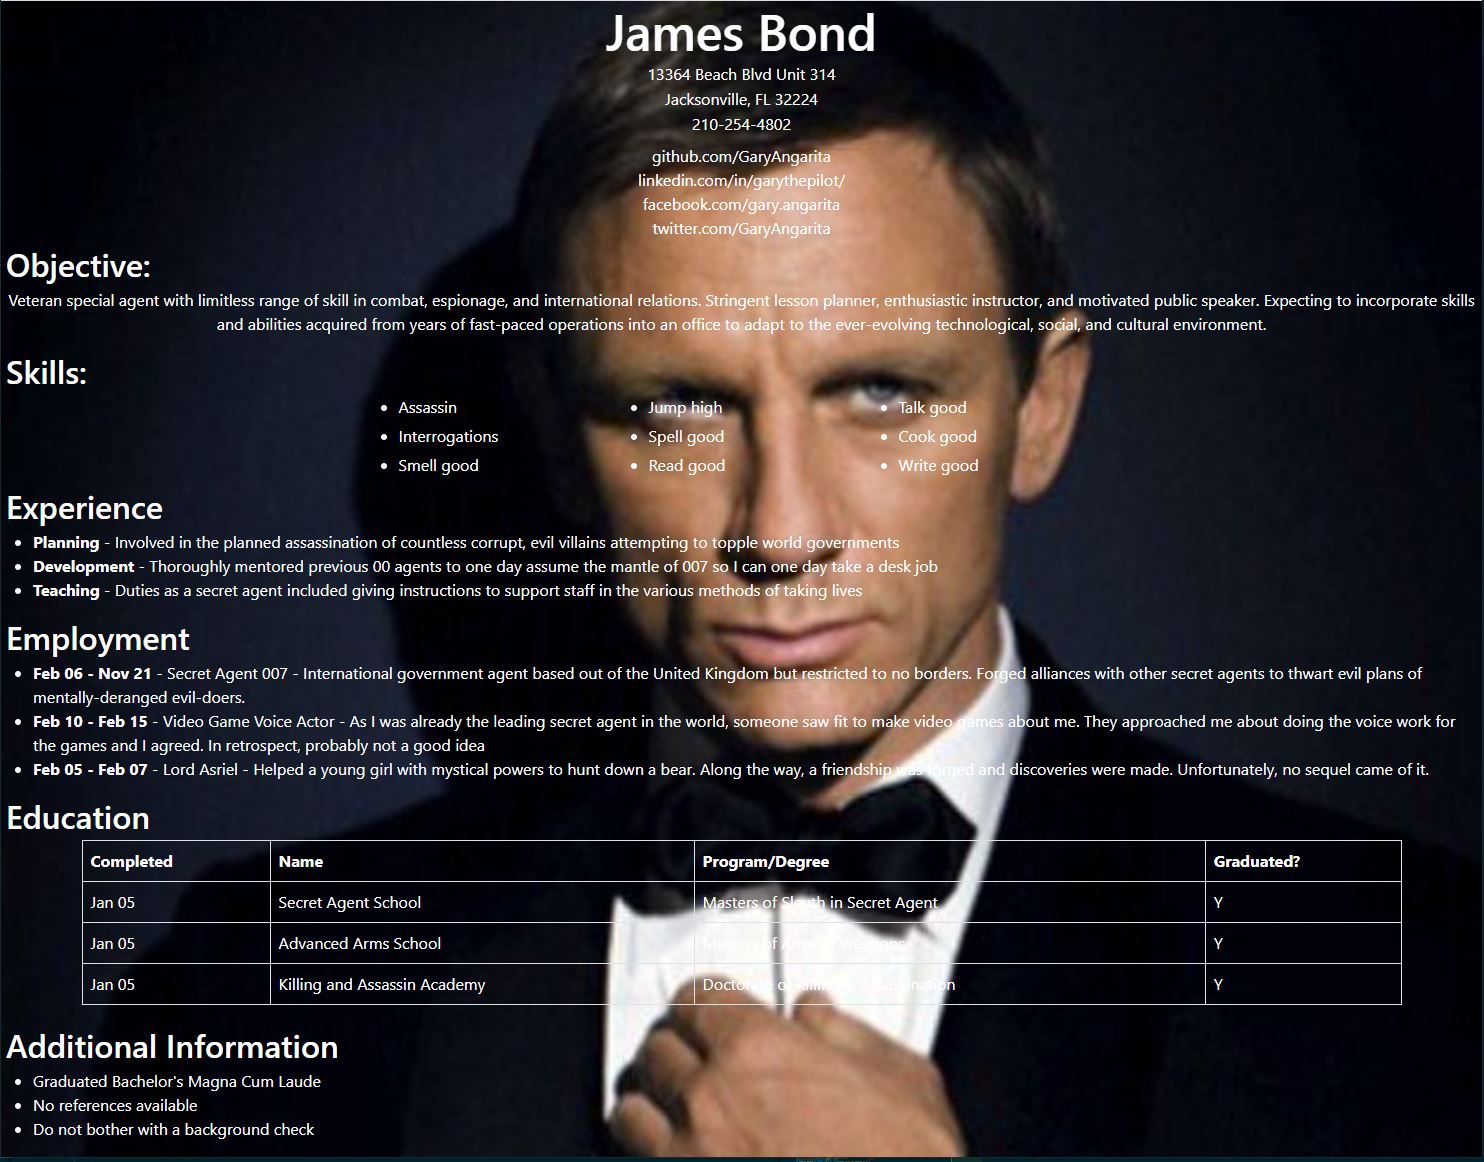 James Bond
13364 Beach Blvd Unit 314
Jacksonville, FL 32224
210-254-4802
github.com/GaryAngarita
linkedin.com/in/garythepilot/
facebook.com/gary.angarita
twitter.com/GaryAngarita
Objective:
Veteran special agent with limitless range of skill in combat, espionage, and international relations. Stringent lesson planner, enthusiastic instructor, and motivated public speaker. Expecting to incorporate skills
and abilities acquired from years of fast-paced operations into an office to adapt to the ever-evolving technological, social, and cultural environment.
Skills:
• Assassin • Jump high • Talk good
• Interrogations • Spell good • Cook good
• Smell good • Read good • Write good
Experience
• Planning - Involved in the planned assassination of countless corrupt, evil villains attempting to topple world governments
• Development - Thoroughly mentored previous 00 agents to one day assume the mantle of 007 so I can one day take a desk job
• Teaching - Duties as a secret agent included giving instructions to support staff in the various methods of taking lives
Employment
• Feb 06 - Nov 21 - Secret Agent 007 - International government agent based out of the United Kingdom but restricted to no borders. Forged alliances with other secret agents to thwart evil plans of
mentally-deranged evil-doers.
• Feb 10 - Feb 15 - Video Game Voice Actor - As I was already the leading secret agent in the world, someone saw fit to make video games about me. They approached me about doing the voice work for
the games and I agreed. In retrospect, probably not a good idea
• Feb 05 - Feb 07 - Lord Asriel - Helped a young girl with mystical powers to hunt down a bear. Along the way, a friendship was forged and discoveries were made. Unfortunately, no sequel came of it.
Education
Completed Name Program/Degree Graduated?
Jan 05 Secret Agent School Masters of Sleuth in Secret Agent Y
Jan 05 Advanced Arms School Masters of Arms in Weapons Y
Jan 05 Killing and Assassin Academy Doctorate of Killing in Assassination Y
Additional Information
• Graduated Bachelor's Magna Cum Laude
• No references available
• Do not bother with a background check